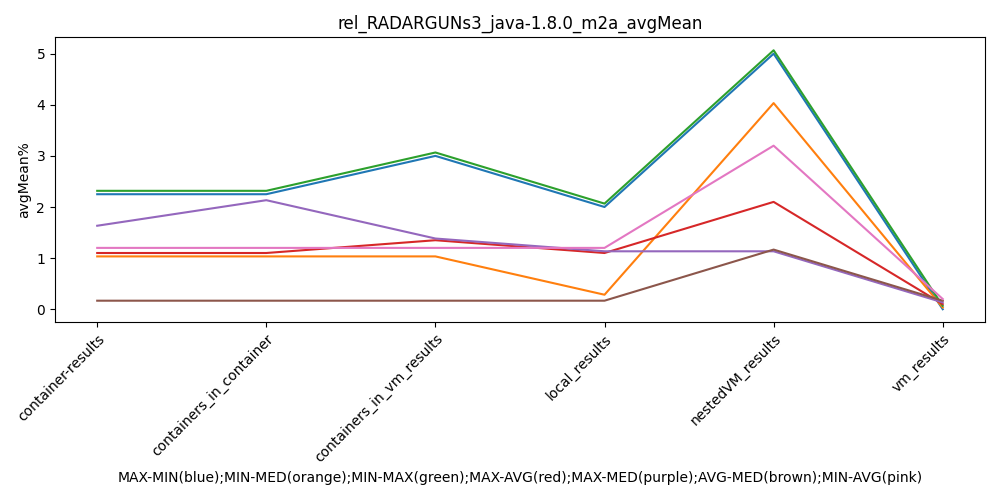 rel_RADARGUNs3_java-1.8.0_m2a_avgMean
avgMean%
5
4
3
2
1
0
container-results
containers_in_container
containers_in_vm_results
local_results
nestedVM_results
vm_results
MAX-MIN(blue);MIN-MED(orange);MIN-MAX(green);MAX-AVG(red);MAX-MED(purple);AVG-MED(brown);MIN-AVG(pink)